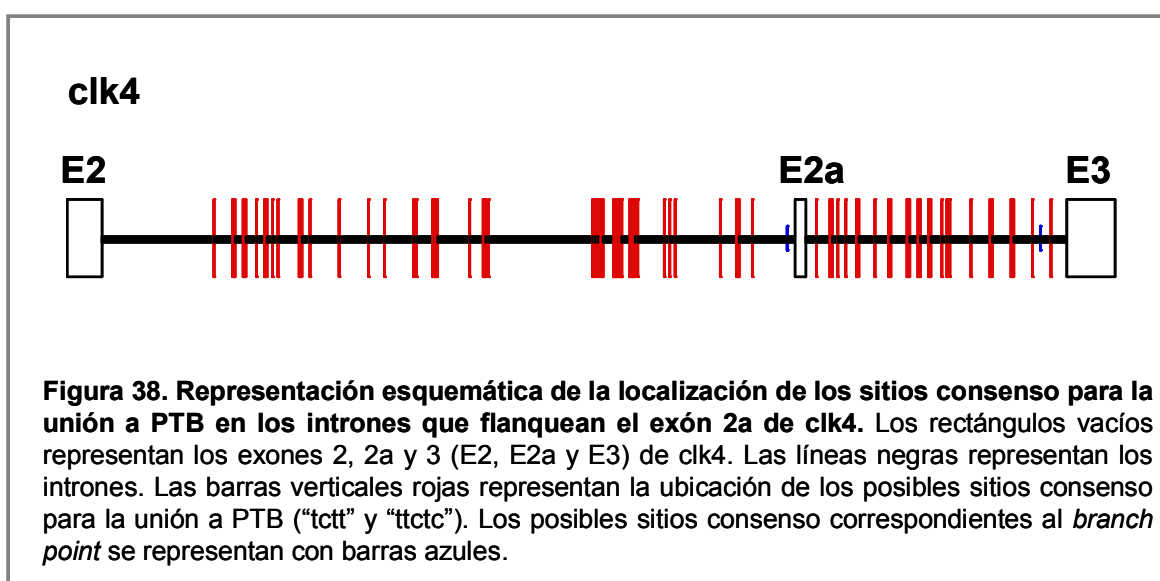 clk4
E2
E2a
E3
Figura 38. Representación esquemática de la localización de los sitios consenso para la
unión a PTB en los intrones que flanquean el exón 2a de clk4. Los rectángulos vacíos
representan los exones 2, 2a y 3 (E2, E2a y E3) de clk4. Las líneas negras representan los
intrones. Las barras verticales rojas representan la ubicación de los posibles sitios consenso
para la unión a PTB (“tctt” y “ttctc”). Los posibles sitios consenso correspondientes al branch
point se representan con barras azules.